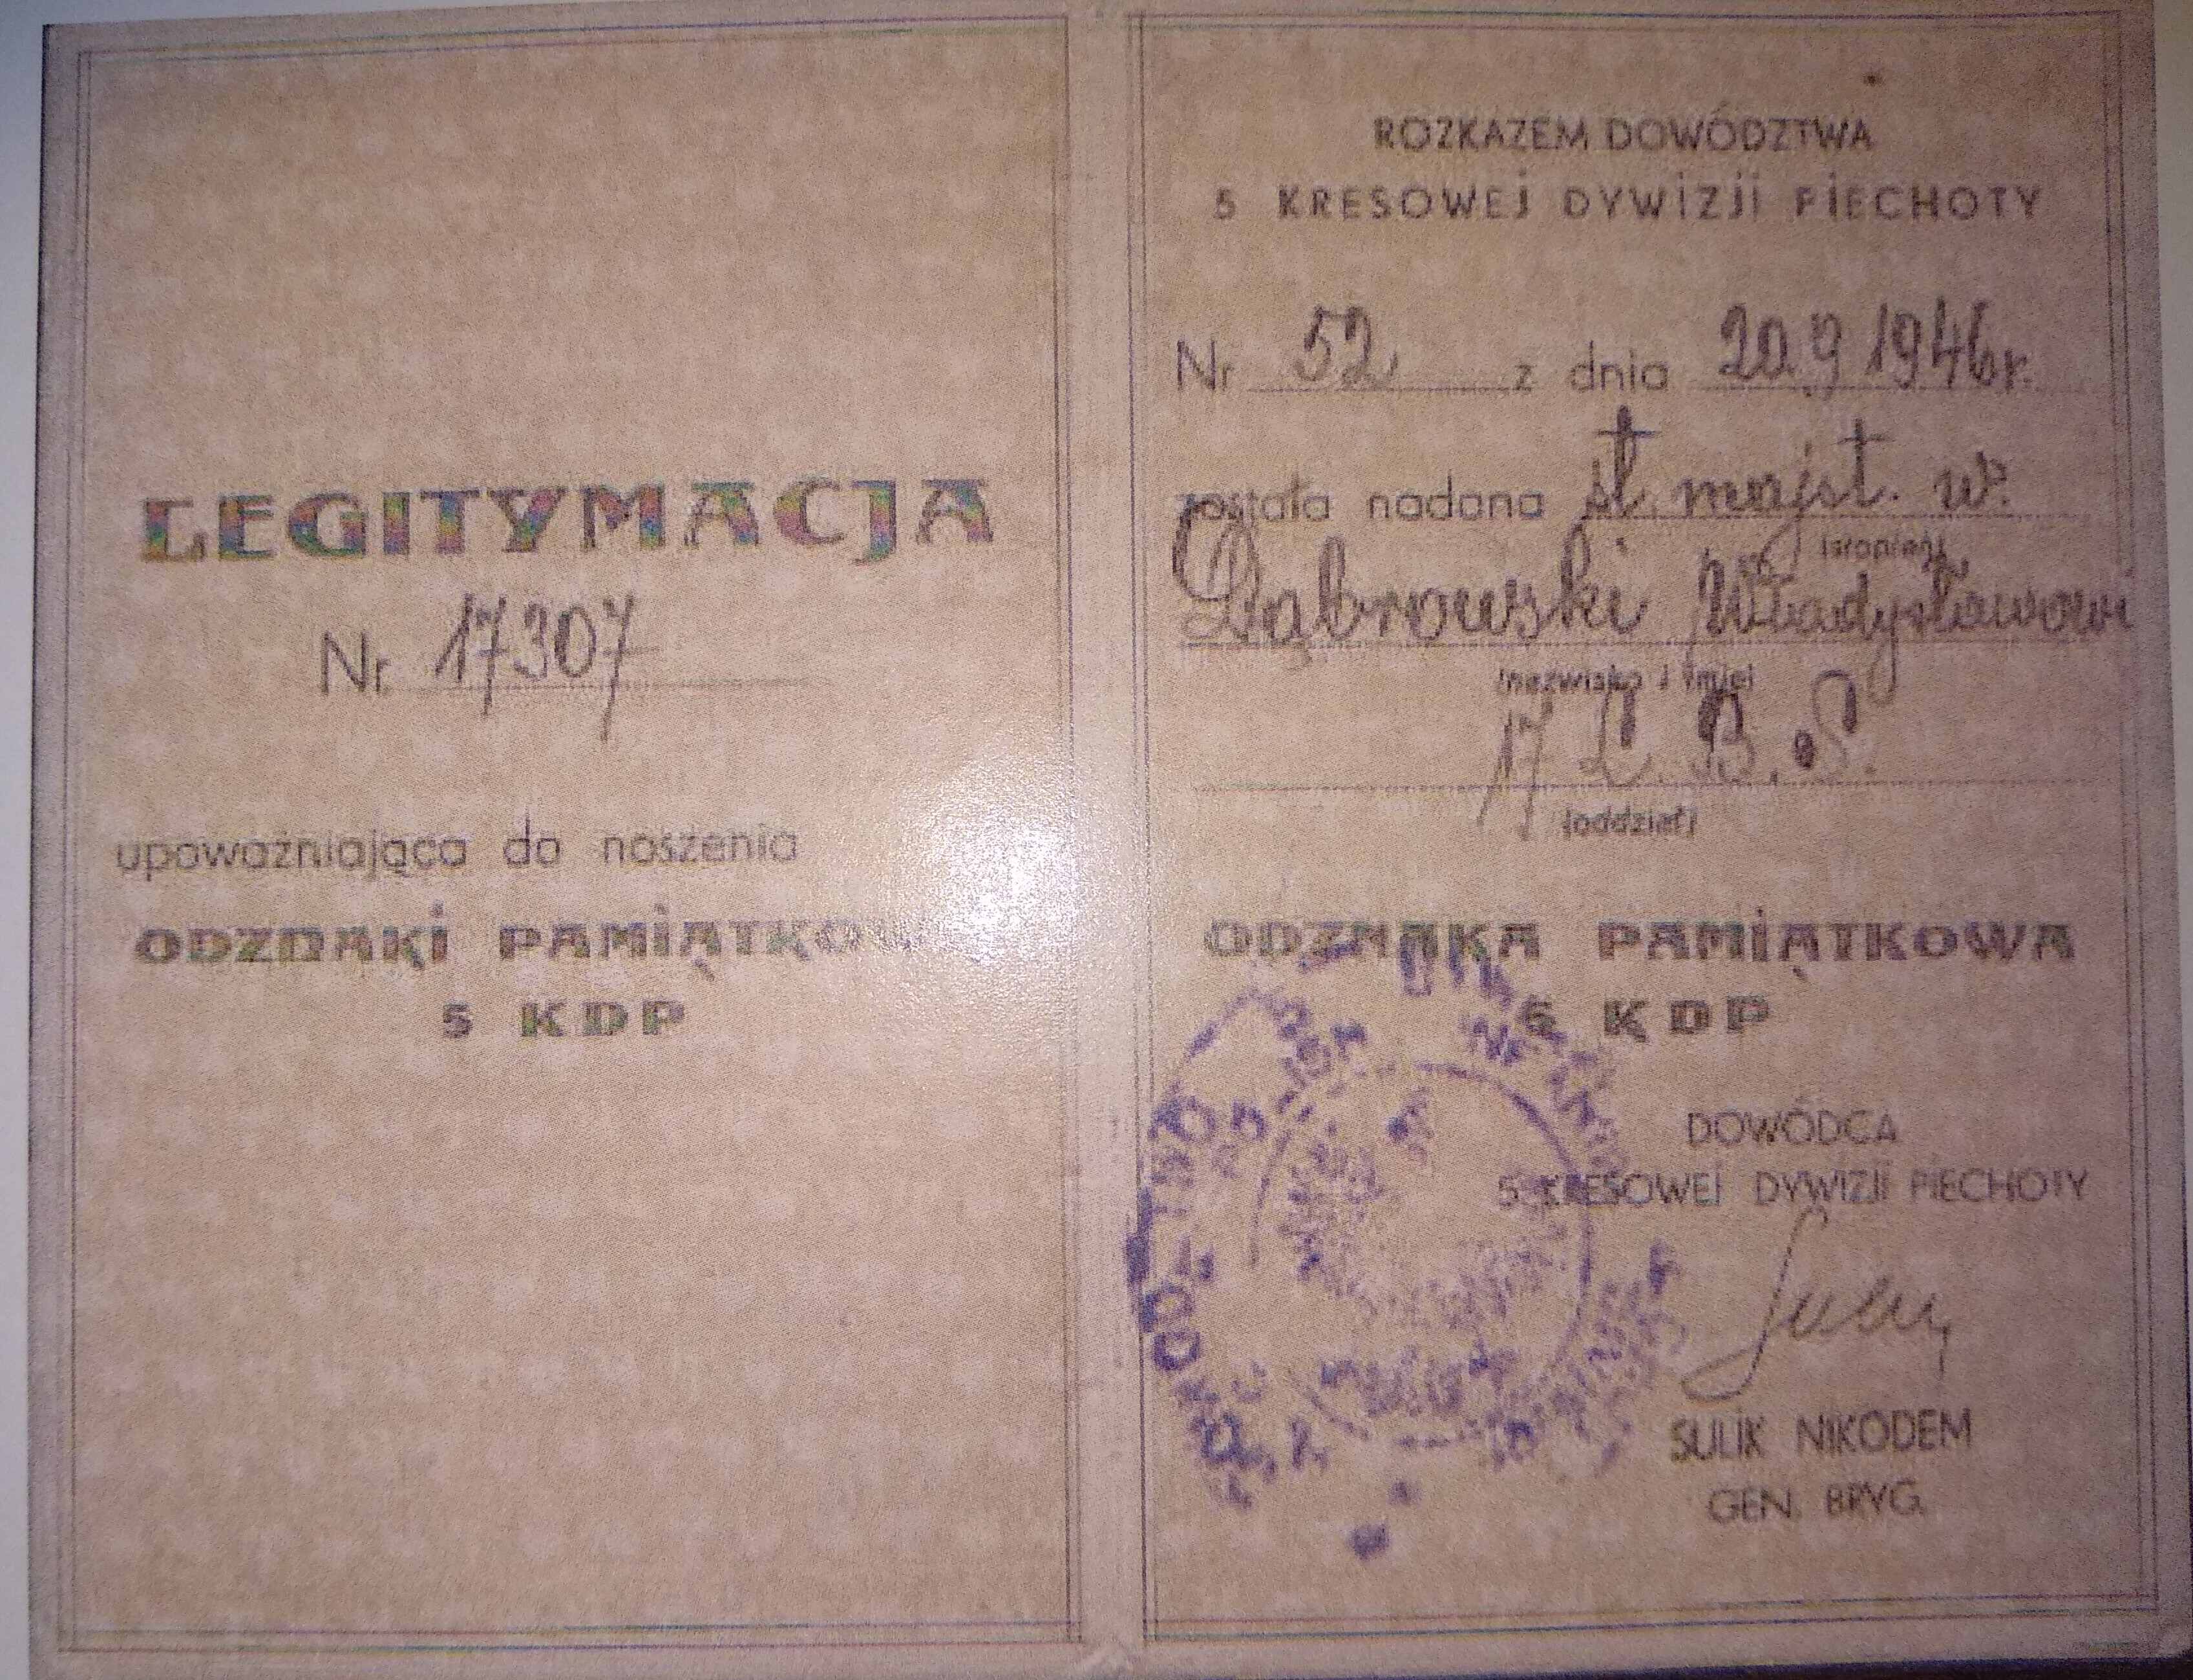 LEGITYMACJA
Nr 17307
upoważniająca do noszenia
ODZNAKI PAMIĄTKOW
5 KDP
ROZKAZEM DOWÓDZTWA
5 KRESOWEJ DYWIZJI PIECHOTY
Nr 52 z dnia 20.9 1946 r.
została nadana st. majst. w.
(stopień)
Dąbrowski Władysławowi
(nazwisko i imię)
17 L. B. S.
(oddział)
ODZNAKA PAMIĄTKOWA
5 KDP
DOWÓDCA
5 KRESOWEJ DYWIZJI PIECHOTY
SULIK NIKODEM
GEN. BRYG.